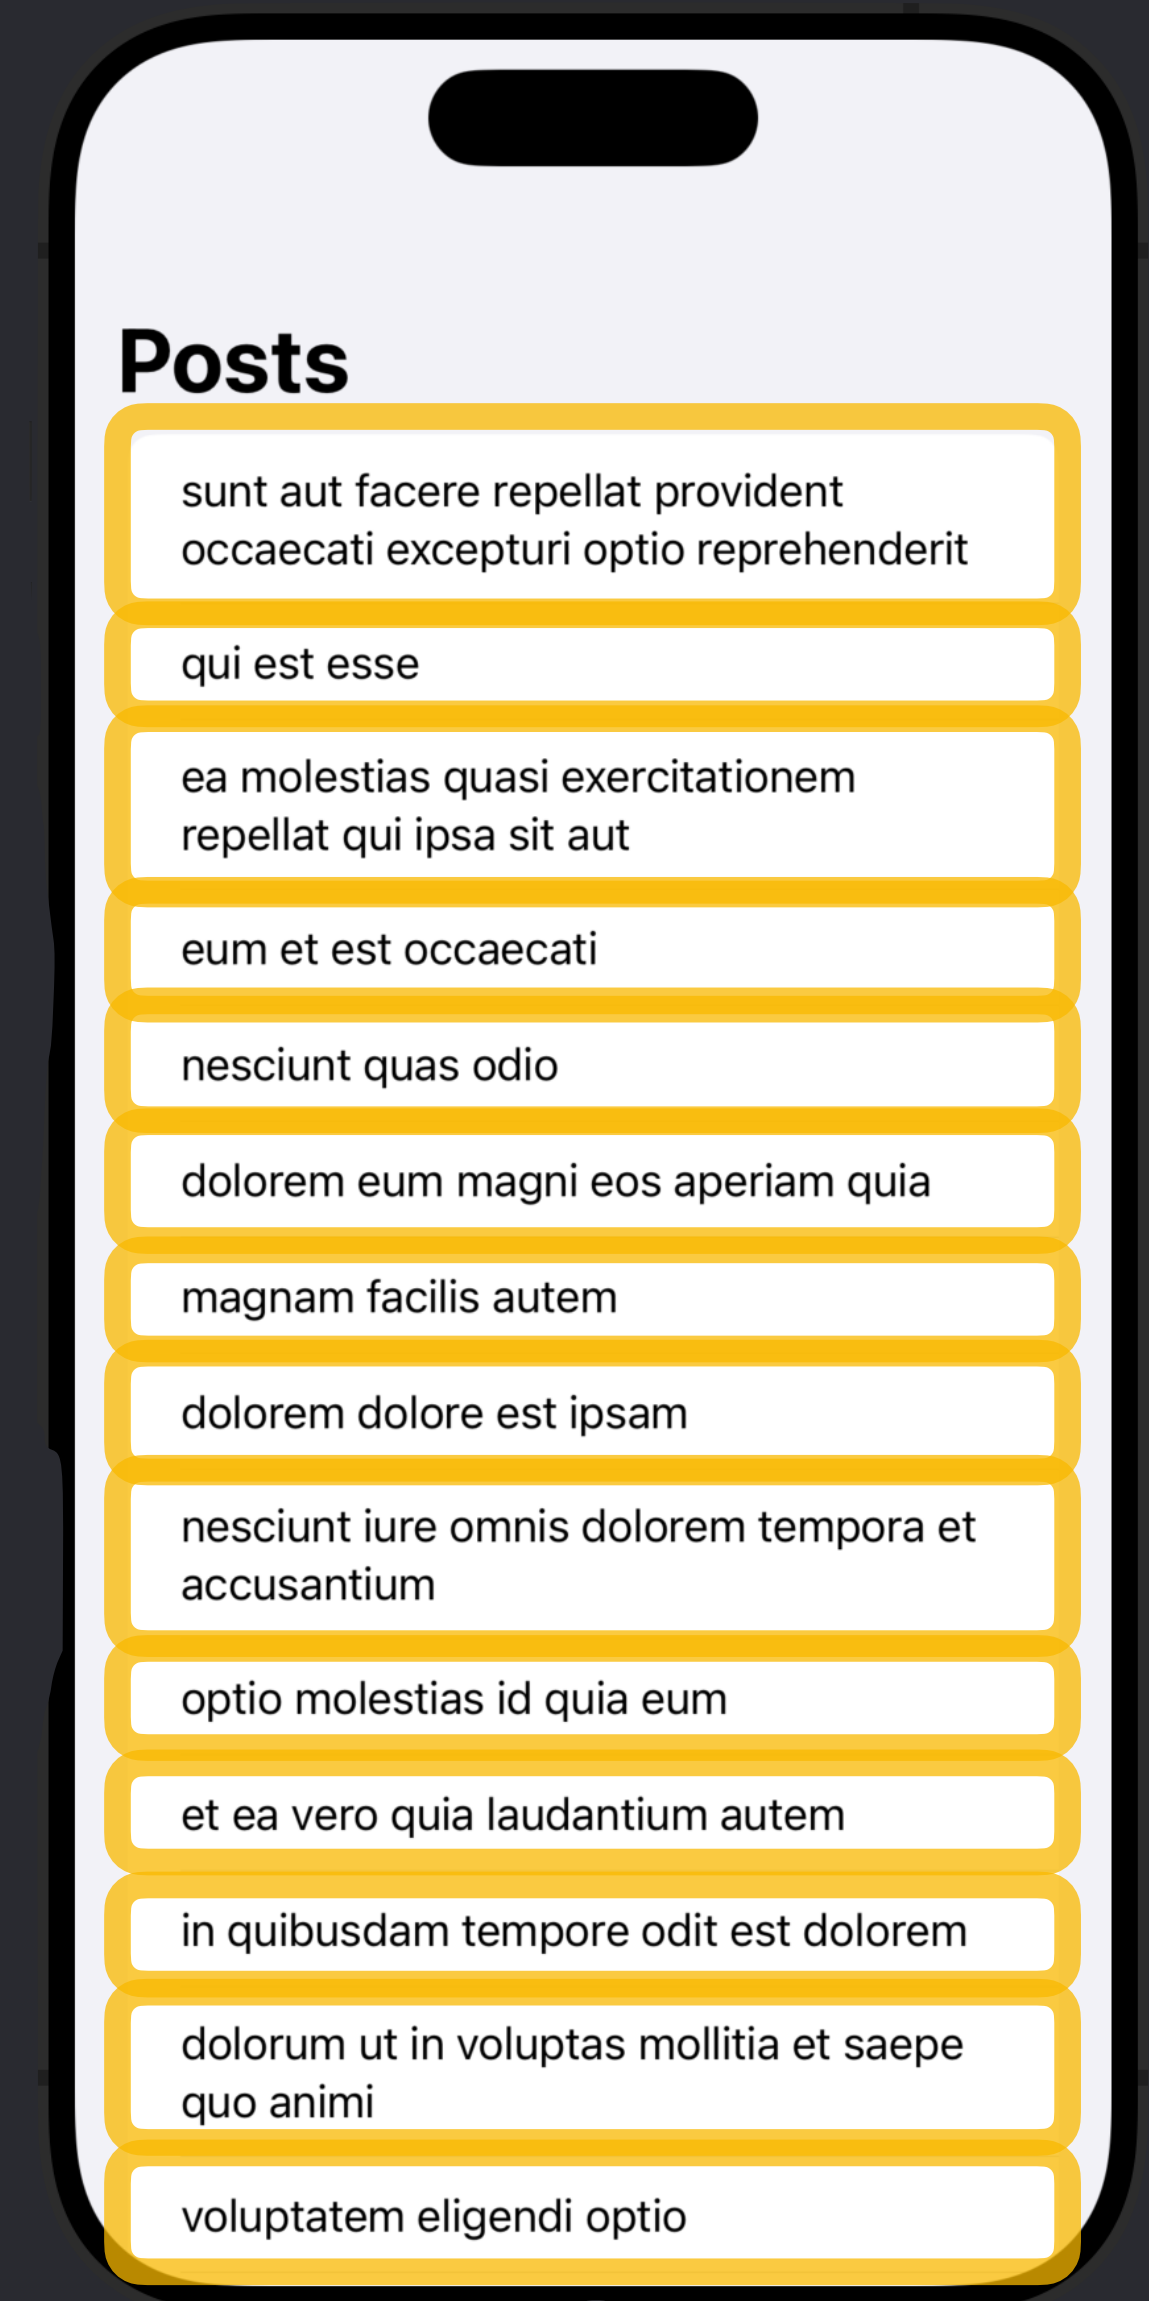 Posts
sunt aut facere repellat provident
occaecati excepturi optio reprehenderit
qui est esse
ea molestias quasi exercitationem
repellat qui ipsa sit aut
eum et est occaecati
nesciunt quas odio
dolorem eum magni eos aperiam quia
magnam facilis autem
dolorem dolore est ipsam
nesciunt iure omnis dolorem tempora et
accusantium
optio molestias id quia eum
et ea vero quia laudantium autem
in quibusdam tempore odit est dolorem
dolorum ut in voluptas mollitia et saepe
quo animi
voluptatem eligendi optio